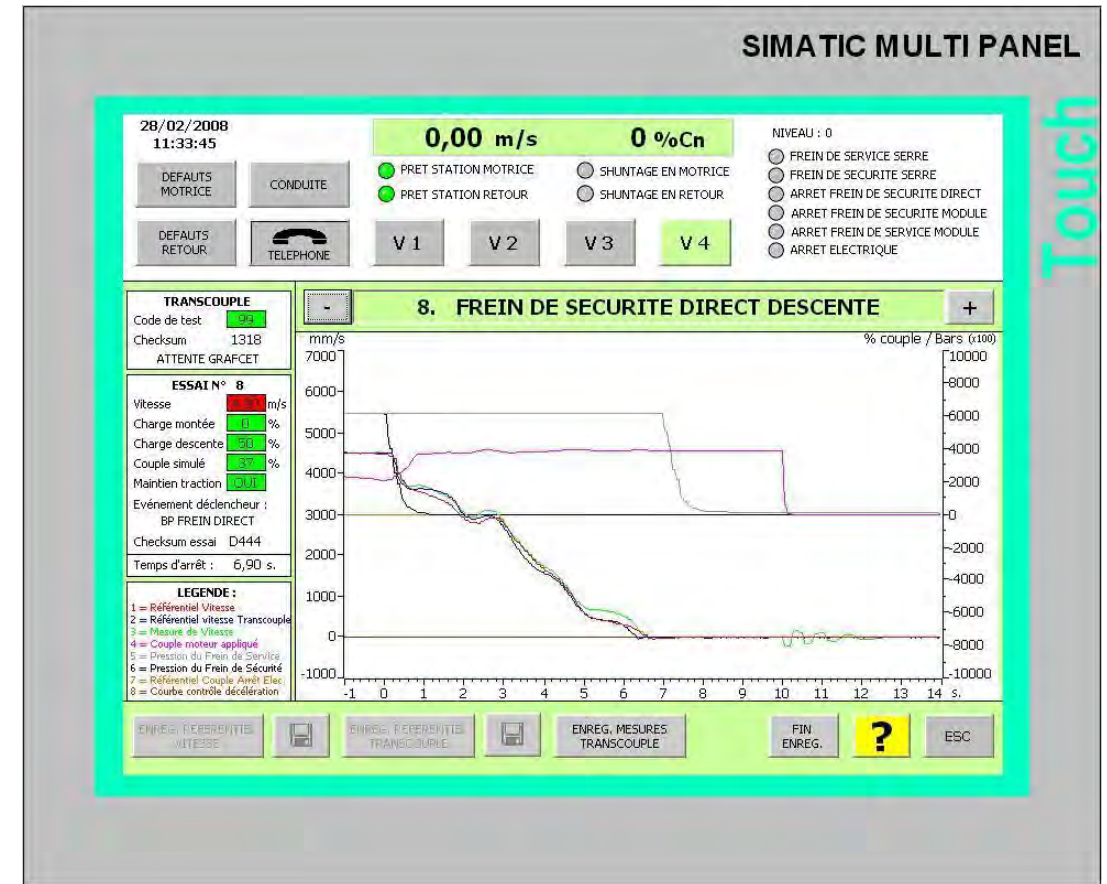 SIMATIC MULTI PANEL
Touch
28/02/2008
11:33:45
0,00 m/s 0 %Cn
NIVEAU : 0
DEFAUTS
MOTRICE
CONDUITE
PRET STATION MOTRICE
PRET STATION RETOUR
SHUNTAGE EN MOTRICE
SHUNTAGE EN RETOUR
FREIN DE SERVICE SERRE
FREIN DE SECURITE SERRE
ARRET FREIN DE SECURITE DIRECT
ARRET FREIN DE SECURITE MODULE
ARRET FREIN DE SERVICE MODULE
ARRET ELECTRIQUE
DEFAUTS
RETOUR
TELEPHONE
V 1
V 2
V 3
V 4
TRANSCOUPLE
Code de test 99
Checksum 1318
ATTENTE GRAFCET
ESSAI N° 8
Vitesse m/s
Charge montée 0 %
Charge descente 50 %
Couple simulé 37 %
Maintien traction OUI
Evénement déclencheur :
BP FREIN DIRECT
Checksum essai D444
Temps d'arrêt : 6,90 s.
LEGENDE :
1 = Référentiel Vitesse
2 = Référentiel vitesse Transcouple
3 = Mesure de Vitesse
4 = Couple moteur appliqué
5 = Pression du Frein de Service
6 = Pression du Frein de Sécurité
7 = Référentiel Couple Arrêt Elec
8 = Courbe contrôle décélération
-
8. FREIN DE SECURITE DIRECT DESCENTE
+
mm/s
% couple / Bars (x100)
7000
6000
5000
4000
3000
2000
1000
0
-1000
10000
8000
6000
4000
2000
0
-2000
-4000
-6000
-8000
-10000
-1 0 1 2 3 4 5 6 7 8 9 10 11 12 13 14 s.
ENREG. REFERENTIEL
VITESSE
ENREG. REFERENTIEL
TRANSCOUPLE
ENREG. MESURES
TRANSCOUPLE
FIN
ENREG.
?
ESC